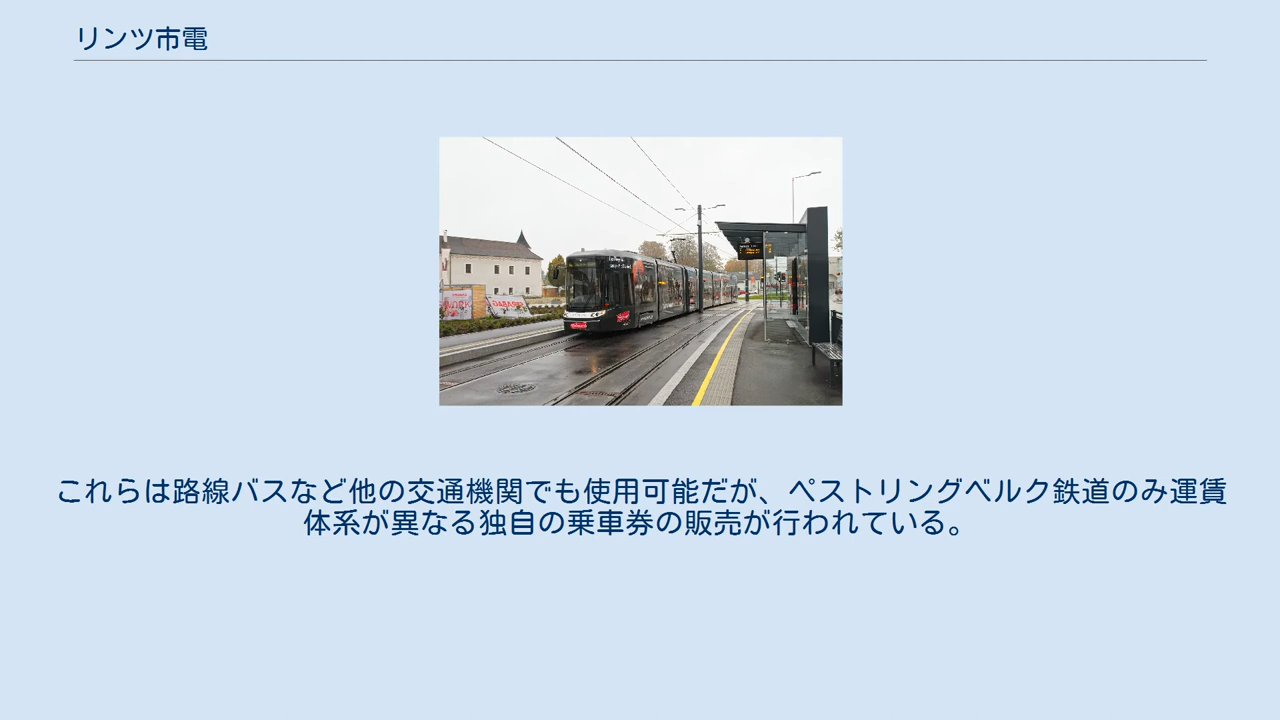 リンツ市電
これらは路線バスなど他の交通機関でも使用可能だが、ペストリングベルク鉄道のみ運賃
体系が異なる独自の乗車券の販売が行われている。